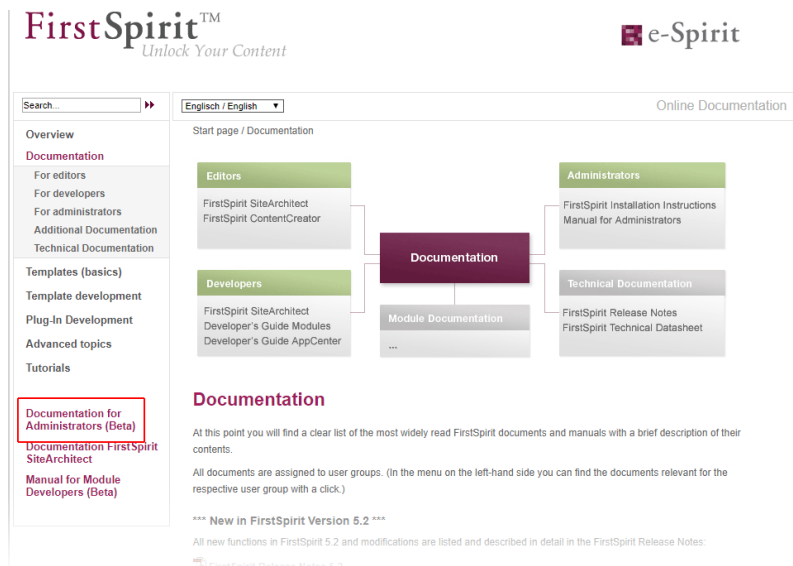 FirstSpirit™
Unlock Your Content
e-Spirit
Search...
Englisch / English
Online Documentation
Overview
Documentation
For editors
For developers
For administrators
Additional Documentation
Technical Documentation
Templates (basics)
Template development
Plug-In Development
Advanced topics
Tutorials
Documentation for
Administrators (Beta)
Documentation FirstSpirit
SiteArchitect
Manual for Module
Developers (Beta)
Start page / Documentation
Editors
FirstSpirit SiteArchitect
FirstSpirit ContentCreator
Administrators
FirstSpirit Installation Instructions
Manual for Administrators
Documentation
Developers
FirstSpirit SiteArchitect
Developer's Guide Modules
Developer's Guide AppCenter
Module Documentation
...
Technical Documentation
FirstSpirit Release Notes
FirstSpirit Technical Datasheet
Documentation
At this point you will find a clear list of the most widely read FirstSpirit documents and manuals with a brief description of their
contents.
All documents are assigned to user groups. (In the menu on the left-hand side you can find the documents relevant for the
respective user group with a click.)
*** New in FirstSpirit Version 5.2 ***
All new functions in FirstSpirit 5.2 and modifications are listed and described in detail in the FirstSpirit Release Notes:
FirstSpirit Release Notes 5.2